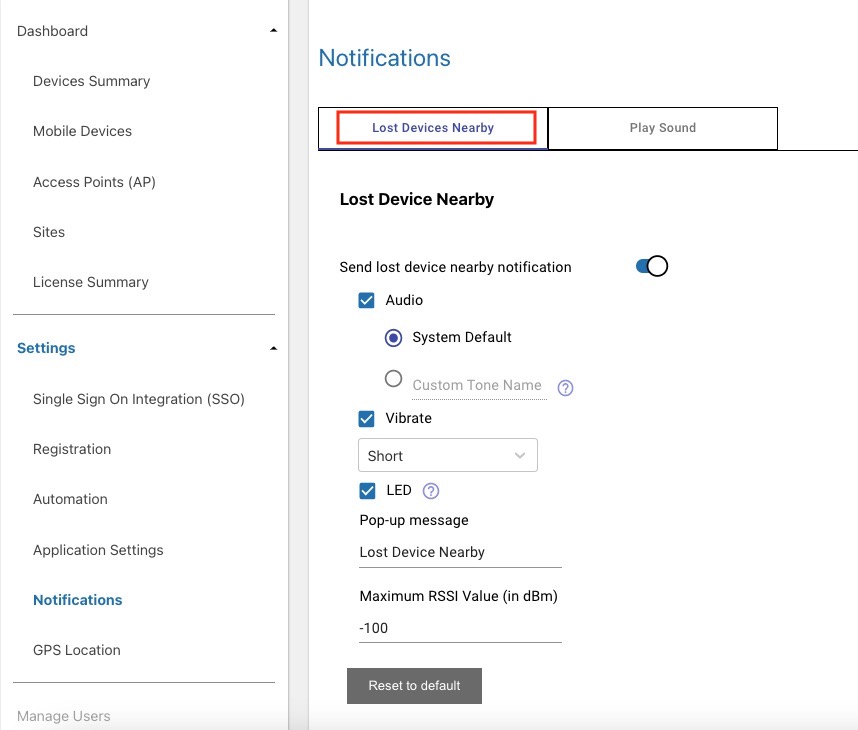 Dashboard
Devices Summary
Mobile Devices
Access Points (AP)
Sites
License Summary
Settings
Single Sign On Integration (SSO)
Registration
Automation
Application Settings
Notifications
GPS Location
Manage Users
Notifications
Lost Devices Nearby
Play Sound
Lost Device Nearby
Send lost device nearby notification
Audio
System Default
Custom Tone Name ?
Vibrate
Short
LED ?
Pop-up message
Lost Device Nearby
Maximum RSSI Value (in dBm)
-100
Reset to default